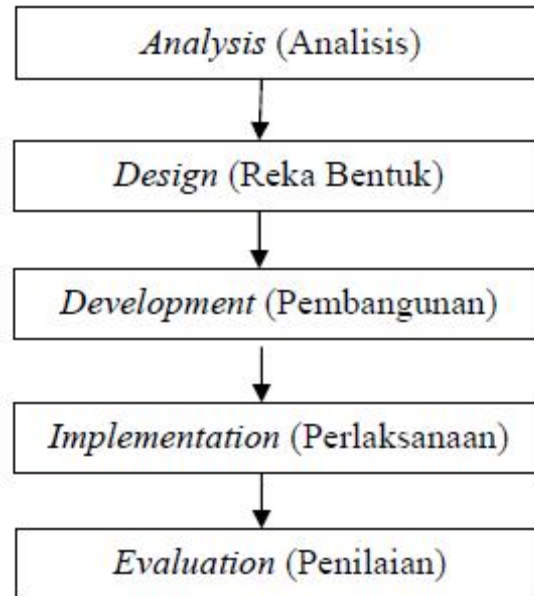 Analysis (Analisis)
Design (Reka Bentuk)
Development (Pembangunan)
Implementation (Perlaksanaan)
Evaluation (Penilaian)